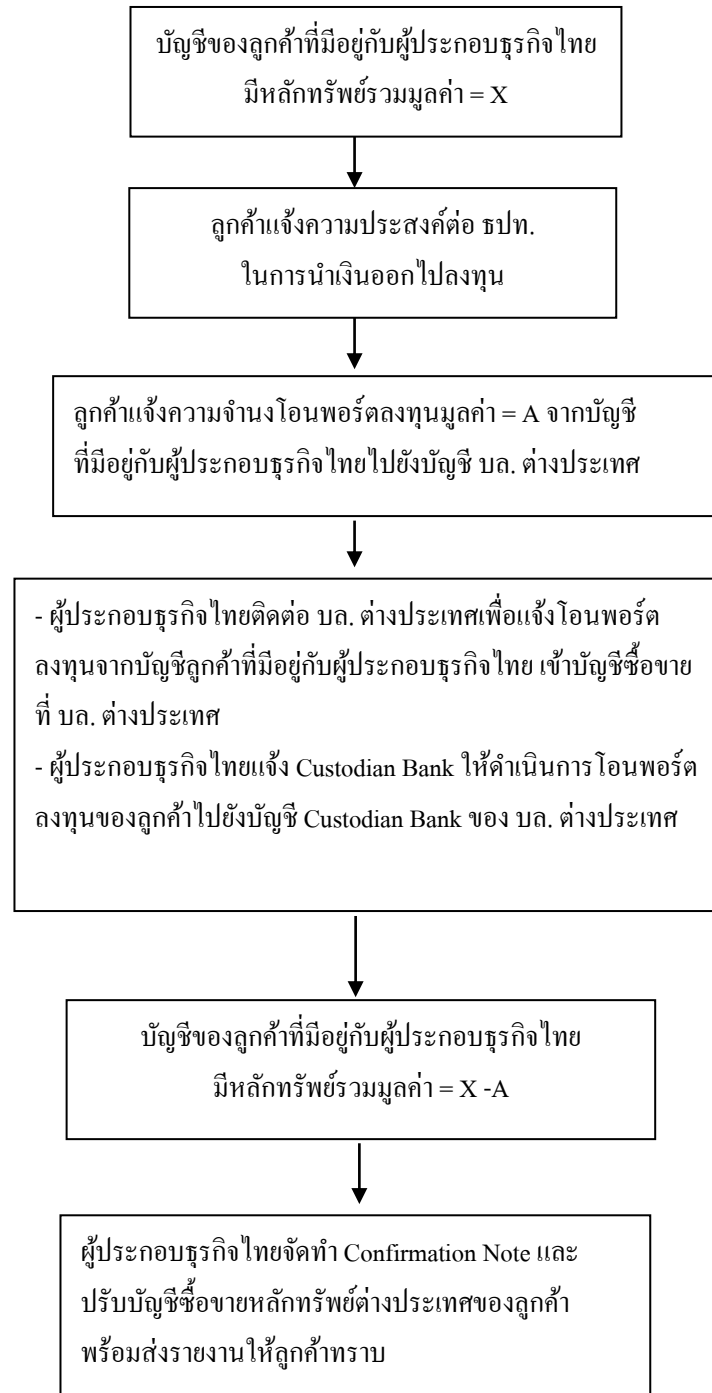 บัญชีของลูกค้าที่มีอยู่กับผู้ประกอบธุรกิจไทย
มีหลักทรัพย์รวมมูลค่า = X
ลูกค้าแจ้งความประสงค์ต่อ ธปท.
ในการนำเงินออกไปลงทุน
ลูกค้าแจ้งความจำนงโอนพอร์ตลงทุนมูลค่า = A จากบัญชี
ที่มีอยู่กับผู้ประกอบธุรกิจไทยไปยังบัญชี บล. ต่างประเทศ
- ผู้ประกอบธุรกิจไทยติดต่อ บล. ต่างประเทศเพื่อแจ้งโอนพอร์ต
ลงทุนจากบัญชีลูกค้าที่มีอยู่กับผู้ประกอบธุรกิจไทย เข้าบัญชีซื้อขาย
ที่ บล. ต่างประเทศ
- ผู้ประกอบธุรกิจไทยแจ้ง Custodian Bank ให้ดำเนินการโอนพอร์ต
ลงทุนของลูกค้าไปยังบัญชี Custodian Bank ของ บล. ต่างประเทศ
บัญชีของลูกค้าที่มีอยู่กับผู้ประกอบธุรกิจไทย
มีหลักทรัพย์รวมมูลค่า = X -A
ผู้ประกอบธุรกิจไทยจัดทำ Confirmation Note และ
ปรับบัญชีซื้อขายหลักทรัพย์ต่างประเทศของลูกค้า
พร้อมส่งรายงานให้ลูกค้าทราบ